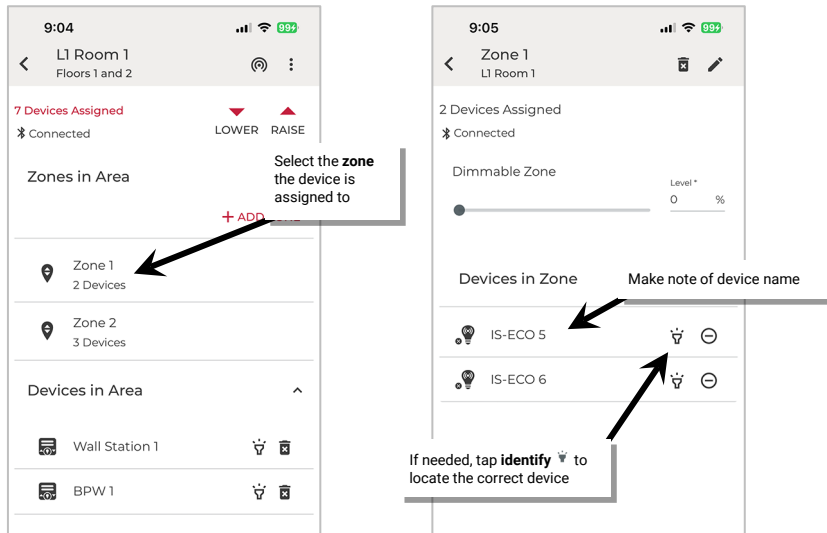 9:04
99
L1 Room 1
Floors 1 and 2
7 Devices Assigned
Connected
LOWER RAISE
Zones in Area
+ ADD
Zone 1
2 Devices
Zone 2
3 Devices
Devices in Area
Wall Station 1
BPW 1
Select the zone
the device is
assigned to
9:05
99
Zone 1
L1 Room 1
2 Devices Assigned
Connected
Dimmable Zone
Level *
0 %
Devices in Zone
Make note of device name
IS-ECO 5
IS-ECO 6
If needed, tap identify to
locate the correct device